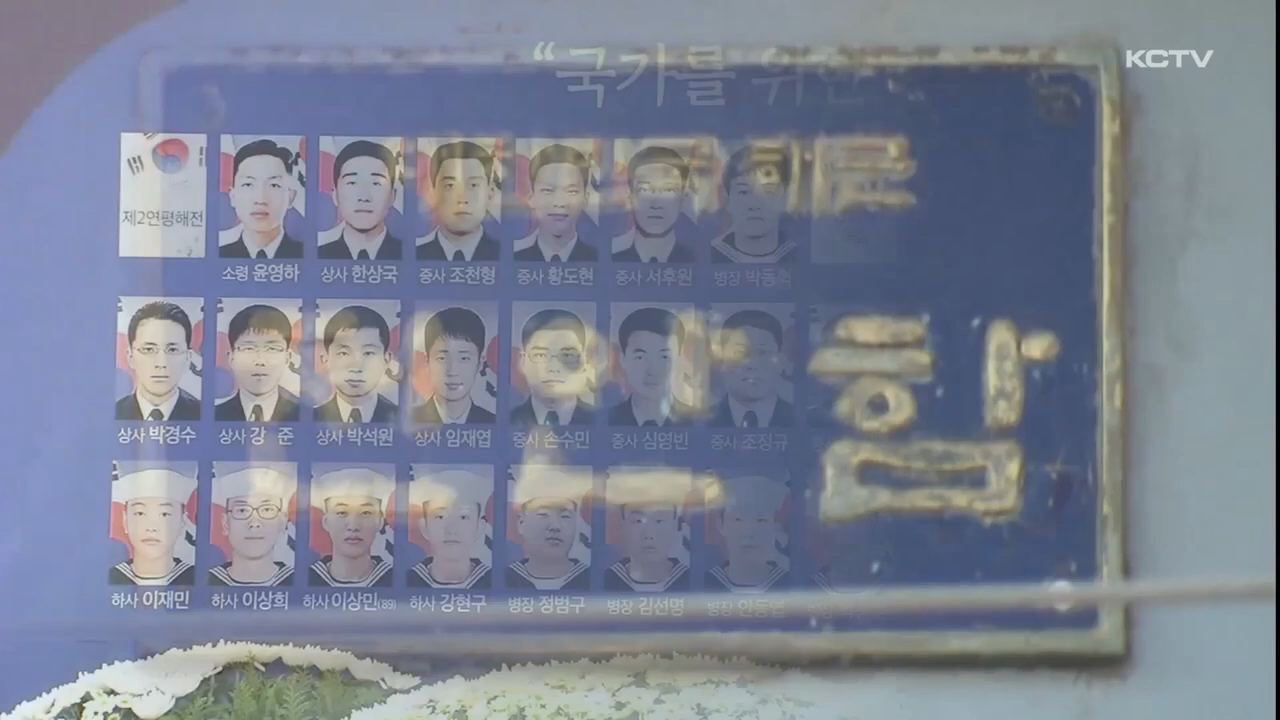 KCTV
“국가를 위한
제2연평해전
소령 윤영하 상사 한상국 중사 조천형 중사 황도현 중사 서후원 병장 박동혁
상사 박경수 상사 강 준 상사 박석원 상사 임재엽 중사 손수민 중사 심영빈 중사 조정규
하사 이재민 하사 이상희 하사 이상민('89) 하사 강현구 병장 정범구 병장 김선명 병장 안동엽
함